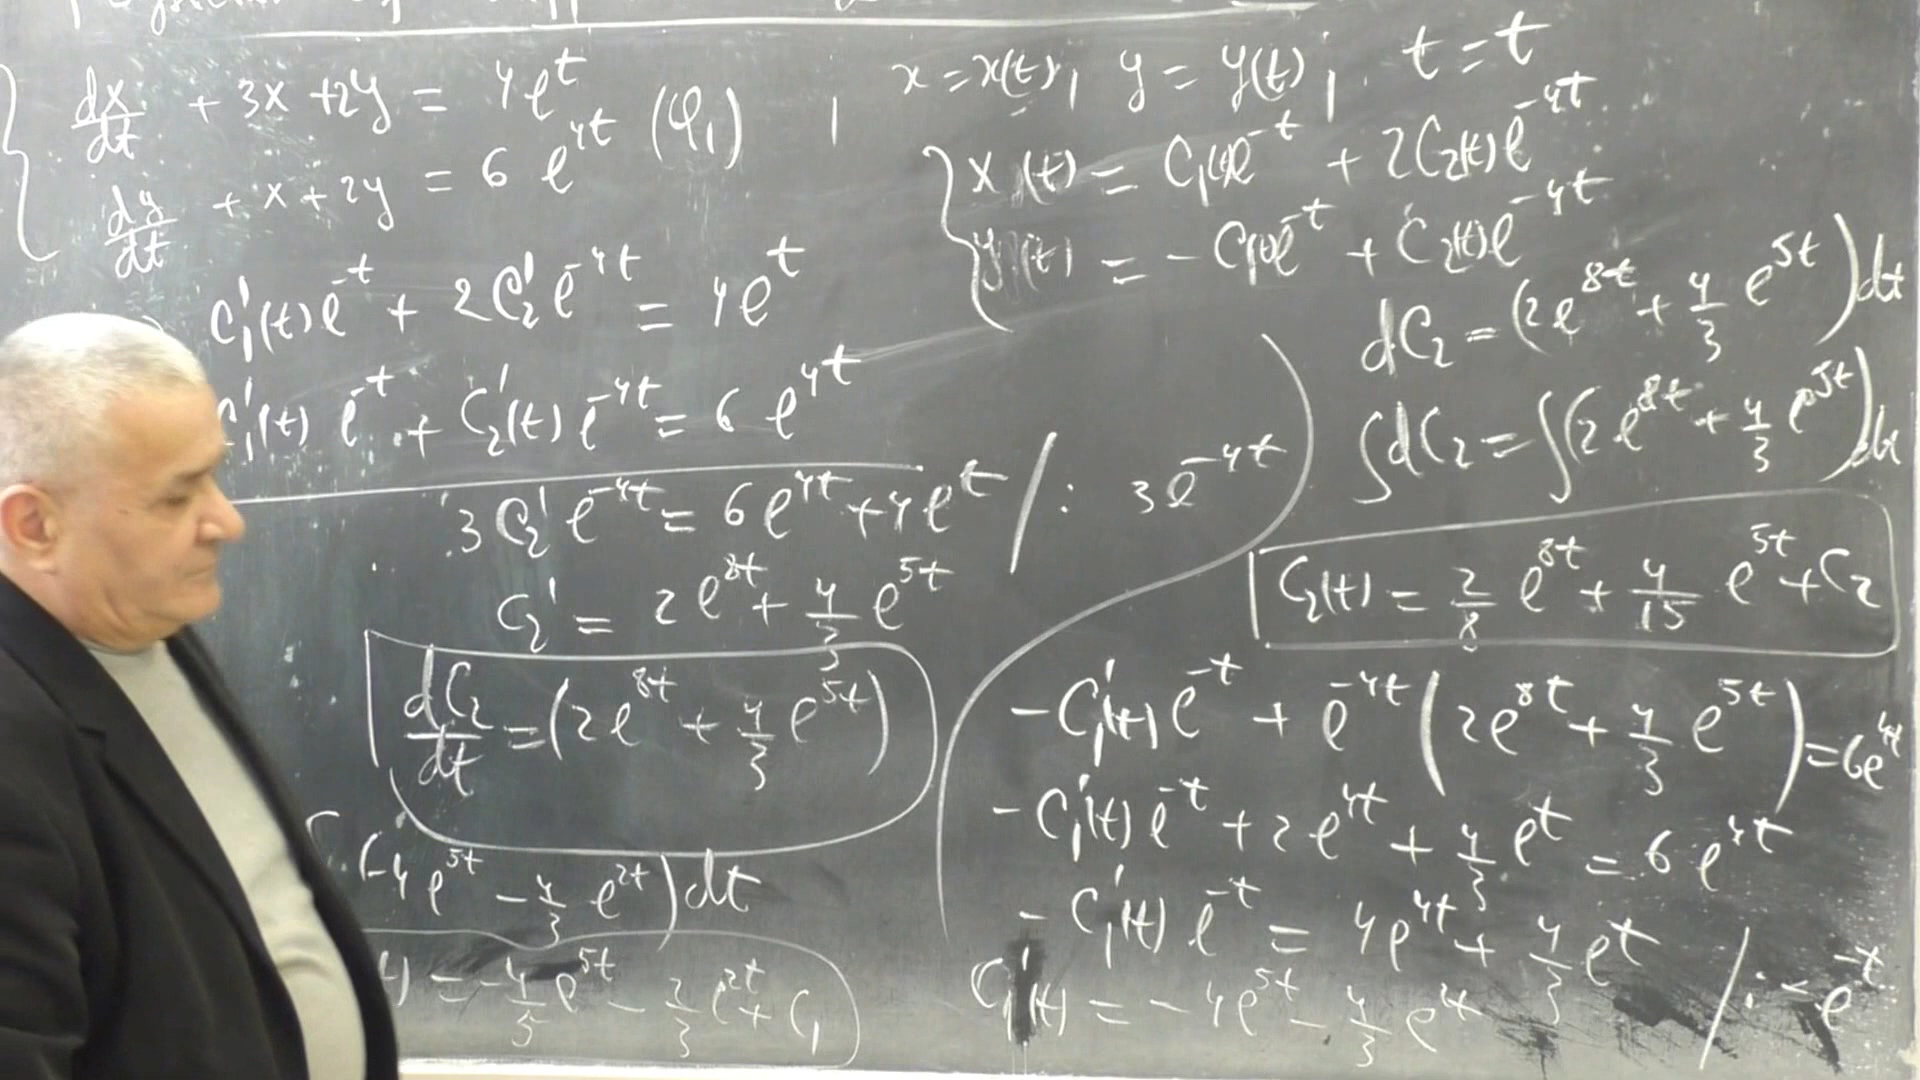 dx/dt + 3x + 2y = 4e^t
dy/dt + x + 2y = 6 e^{4t} (φ₁) ;
C₁'(t)e^{-t} + 2C₂'e^{-4t} = 4e^t
C₁'(t) e^{-t} + C₂'(t) e^{-4t} = 6 e^{4t}
3C₂'e^{-4t} = 6e^{4t} + 4e^t / : 3e^{-4t}
C₂' = 2e^{8t} + 4/3 e^{5t}
dC₂/dt = (2e^{8t} + 4/3 e^{5t})
(-4e^{5t} - 4/3 e^{2t})dt
t) = -4/5 e^{5t} - 2/3 e^{2t} + C₁
x = x(t); y = y(t); t = t
x(t) = C₁(t)e^{-t} + 2C₂(t)e^{-4t}
y(t) = -C₁(t)e^{-t} + C₂(t)e^{-4t}
dC₂ = (2e^{8t} + 4/3 e^{5t})dt
∫dC₂ = ∫(2e^{8t} + 4/3 e^{5t})dt
C₂(t) = 2/8 e^{8t} + 4/15 e^{5t} + C₂
-C₁'(t)e^{-t} + e^{-4t}(2e^{8t} + 4/3 e^{5t}) = 6e^{4t}
-C₁'(t)e^{-t} + 2e^{4t} + 4/3 e^t = 6 e^{4t}
-C₁'(t) e^{-t} = 4e^{4t} + 4/3 e^t / : -e^{-t}
C₁'(t) = -4e^{5t} - 4/3 e^{2t}